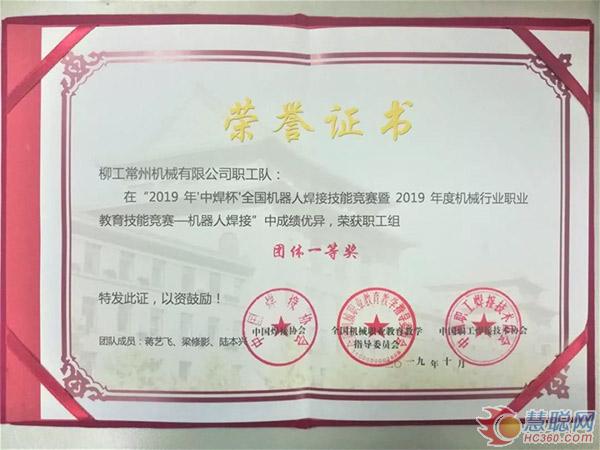 荣誉证书
柳工常州机械有限公司职工队：
在“2019年'中焊杯'全国机器人焊接技能竞赛暨2019年度机械行业职业
教育技能竞赛—机器人焊接”中成绩优异，荣获职工组
团体一等奖
特发此证，以资鼓励！
中国焊接协会
全国机械职业教育教学
指导委员会
中国职工焊接技术协会
团队成员：蒋艺飞、梁修影、陆本兴
二〇一九年十月
慧聪网
HC360.com